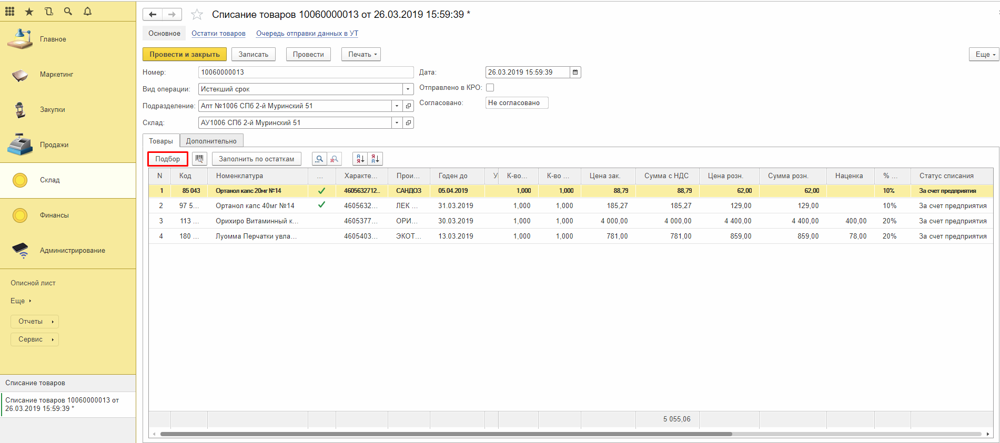 Списание товаров 10060000013 от 26.03.2019 15:59:39 *
Основное Остатки товаров Очередь отправки данных в УТ
Провести и закрыть Записать Провести Печать Еще
Номер: 10060000013 Дата: 26.03.2019 15:59:39
Вид операции: Истекший срок Отправлено в КРО:
Подразделение: Апт №1006 СПб 2-й Муринский 51 Согласовано: Не согласовано
Склад: АУ1006 СПб 2-й Муринский 51
Товары Дополнительно
Подбор Заполнить по остаткам
N Код Номенклатура ... Характе... Прои... Годен до У К-во... К-во ... Цена зак. Сумма с НДС Цена розн. Сумма розн. Наценка % ... Статус списания
1 85 043 Ортанол капс 20мг №14 4605632712... САНДОЗ 05.04.2019 1,000 1,000 88,79 88,79 62,00 62,00 10% За счет предприятия
2 97 5... Ортанол капс 40мг №14 4605632... ЛЕК ... 31.03.2019 1,000 1,000 185,27 185,27 129,00 129,00 10% За счет предприятия
3 113 ... Орихиро Витаминный к... 4605377... ОРИ... 30.03.2019 1,000 1,000 4 000,00 4 000,00 4 400,00 4 400,00 400,00 20% За счет предприятия
4 180 ... Луомма Перчатки увла... 4605403... ЭКОТ... 13.03.2019 1,000 1,000 781,00 781,00 859,00 859,00 78,00 20% За счет предприятия
5 055,06
Главное
Маркетинг
Закупки
Продажи
Склад
Финансы
Администрирование
Описной лист
Еще
Отчеты
Сервис
Списание товаров
Списание товаров 10060000013 от
26.03.2019 15:59:39 *